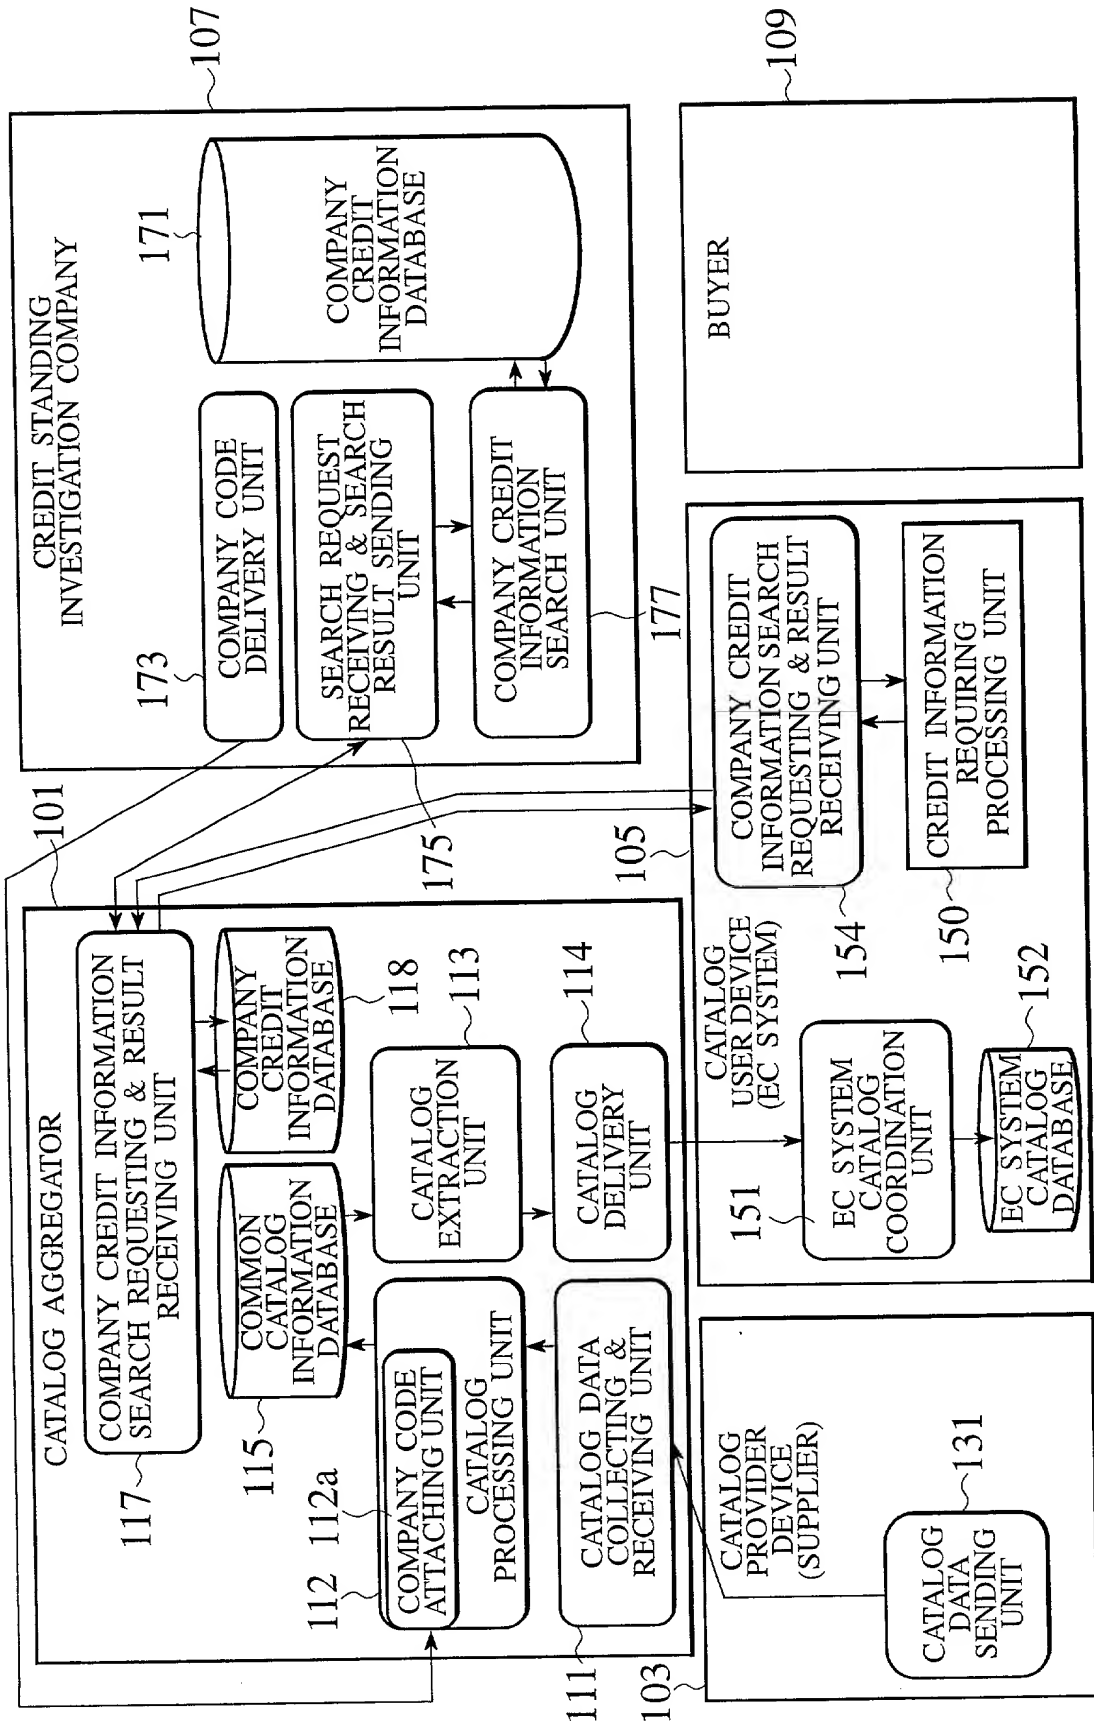 CATALOG AGGREGATOR
101
117
COMPANY CREDIT INFORMATION
SEARCH REQUESTING & RESULT
RECEIVING UNIT
115
COMMON
CATALOG
INFORMATION
DATABASE
COMPANY
CREDIT
INFORMATION
DATABASE
118
112
112a
COMPANY CODE
ATTACHING UNIT
CATALOG
PROCESSING UNIT
CATALOG
EXTRACTION
UNIT
113
111
CATALOG DATA
COLLECTING &
RECEIVING UNIT
CATALOG
DELIVERY
UNIT
114
CREDIT STANDING
INVESTIGATION COMPANY
107
173
COMPANY CODE
DELIVERY UNIT
171
COMPANY
CREDIT
INFORMATION
DATABASE
175
SEARCH REQUEST
RECEIVING & SEARCH
RESULT SENDING
UNIT
COMPANY CREDIT
INFORMATION
SEARCH UNIT
177
103
CATALOG
PROVIDER
DEVICE
(SUPPLIER)
CATALOG
DATA
SENDING
UNIT
131
105
CATALOG
USER DEVICE
(EC SYSTEM)
151
EC SYSTEM
CATALOG
COORDINATION
UNIT
EC SYSTEM
CATALOG
DATABASE
152
COMPANY CREDIT
INFORMATION SEARCH
REQUESTING & RESULT
RECEIVING UNIT
154
150
CREDIT INFORMATION
REQUIRING
PROCESSING UNIT
BUYER
109